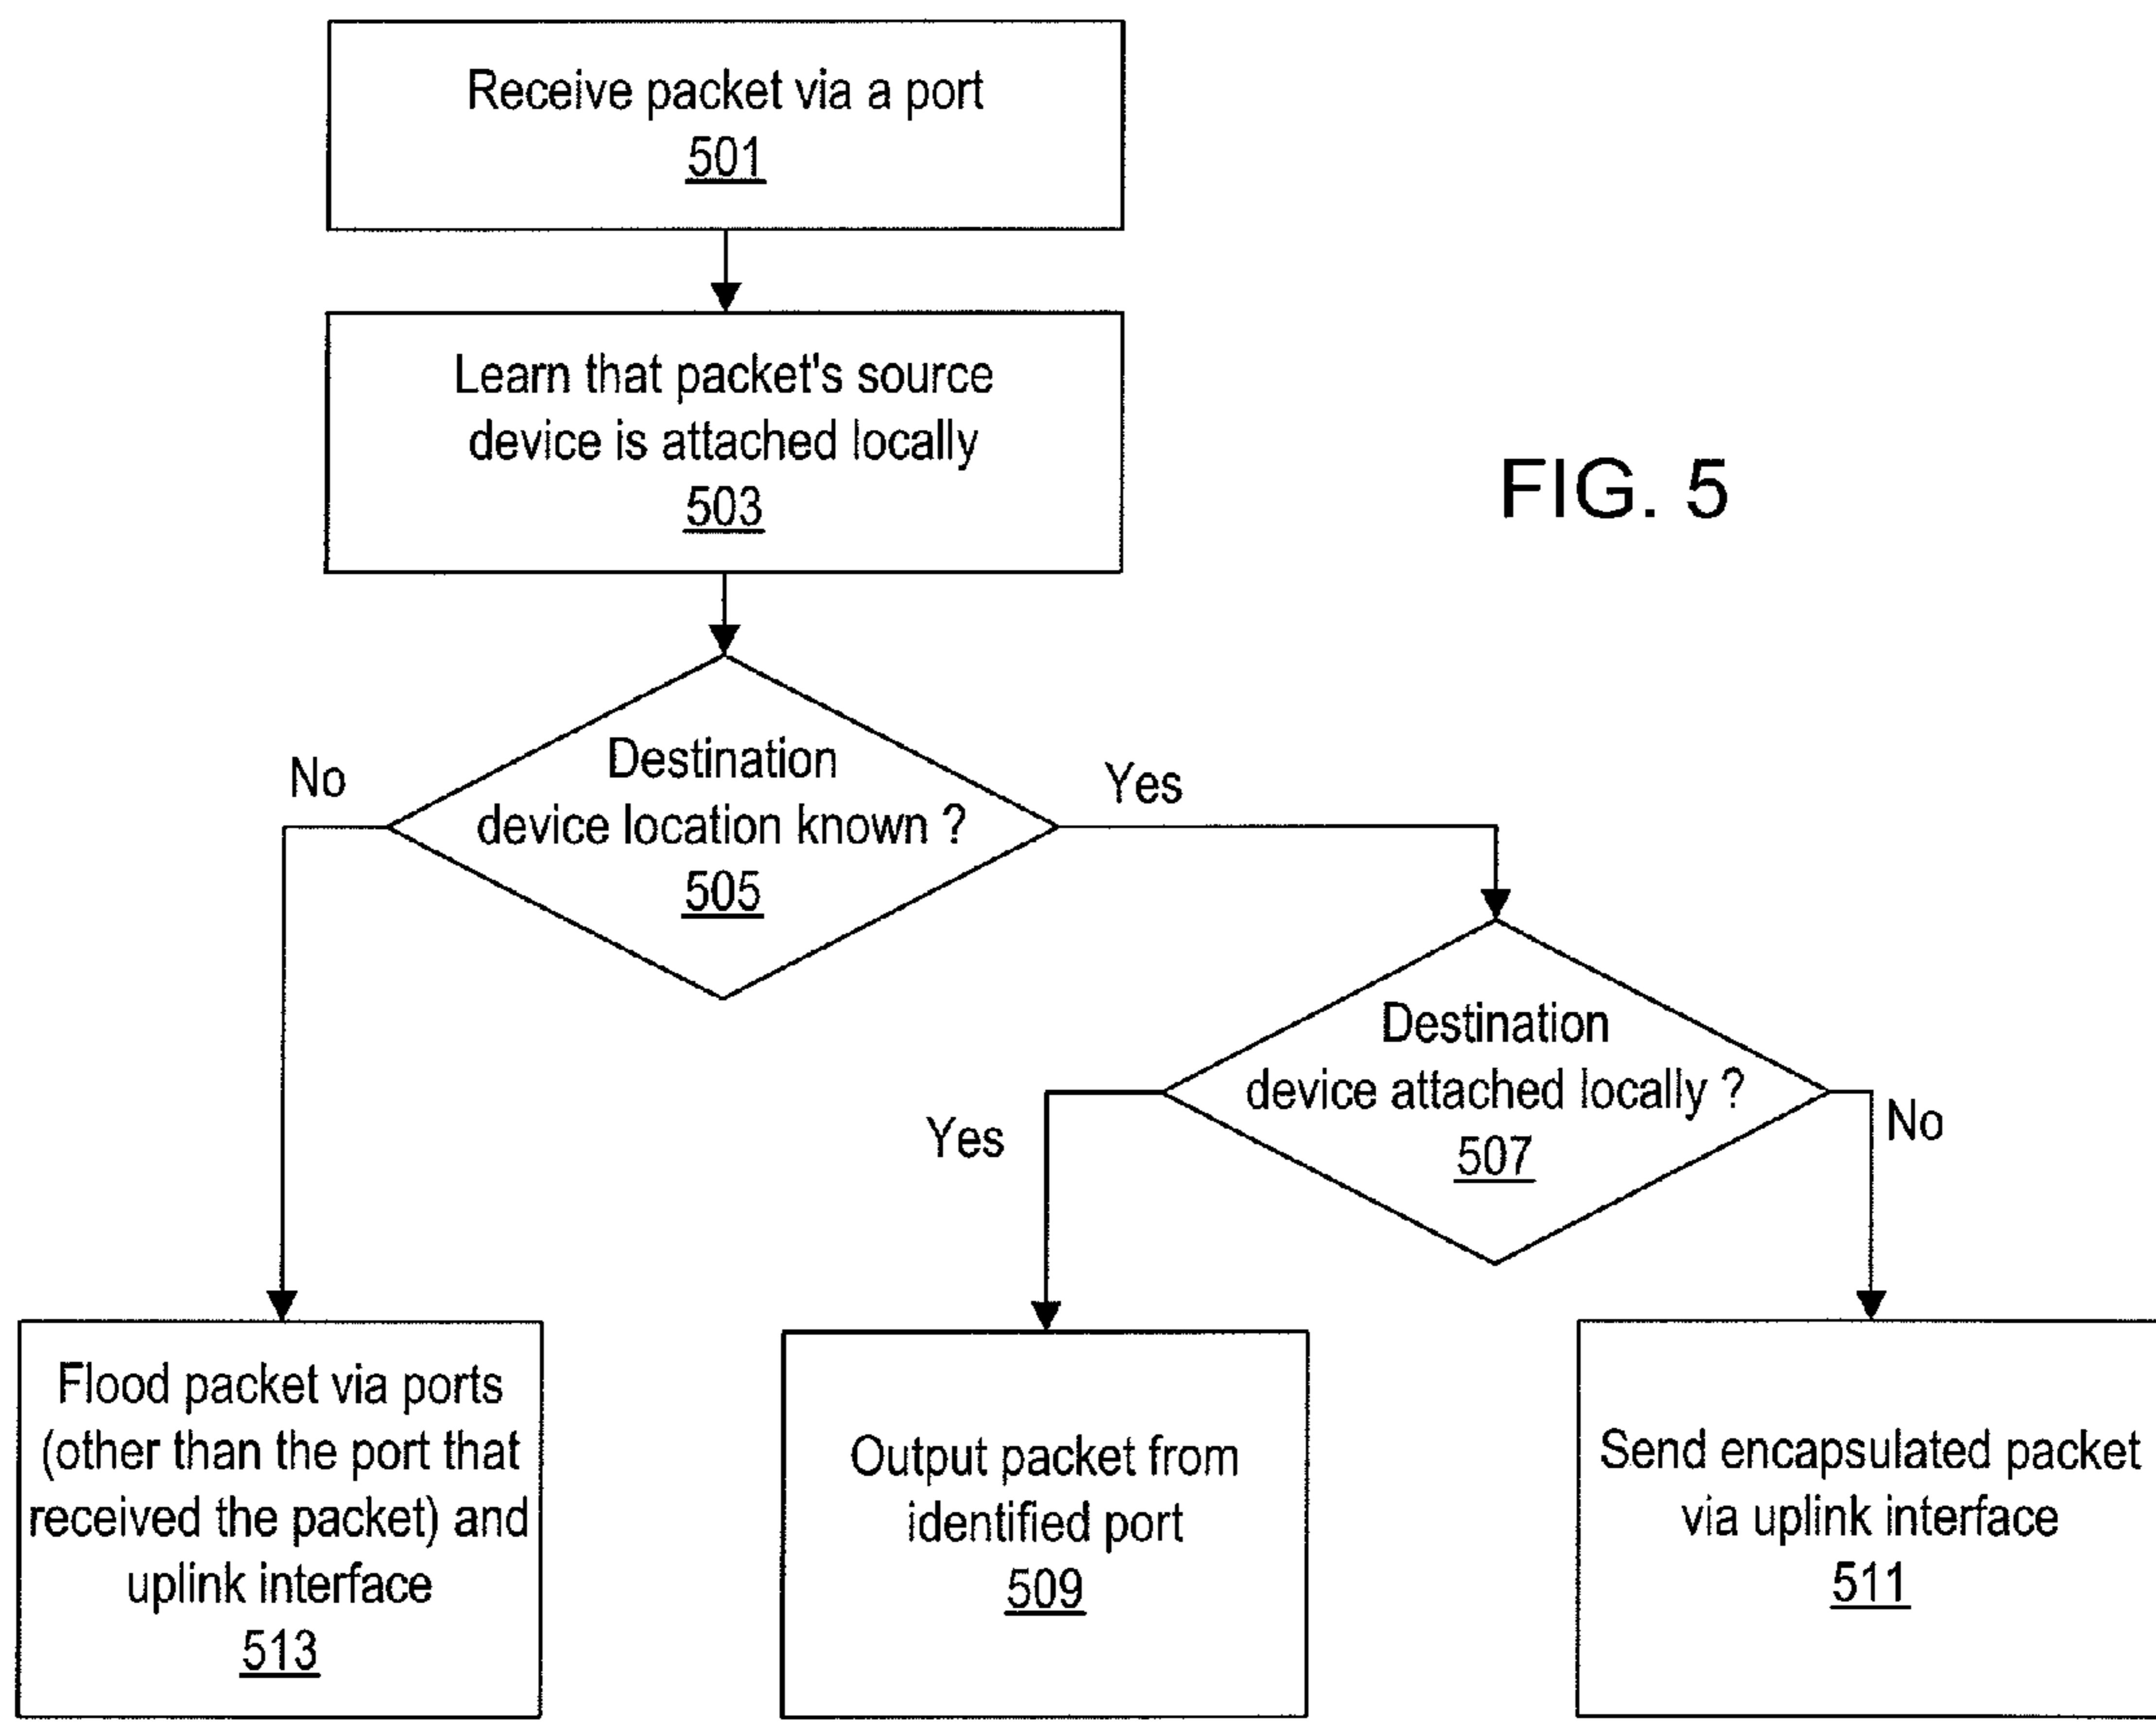 Receive packet via a port
501
Learn that packet's source
device is attached locally
503
FIG. 5
Destination
device location known ?
505
No
Yes
Destination
device attached locally ?
507
Yes
No
Flood packet via ports
(other than the port that
received the packet) and
uplink interface
513
Output packet from
identified port
509
Send encapsulated packet
via uplink interface
511